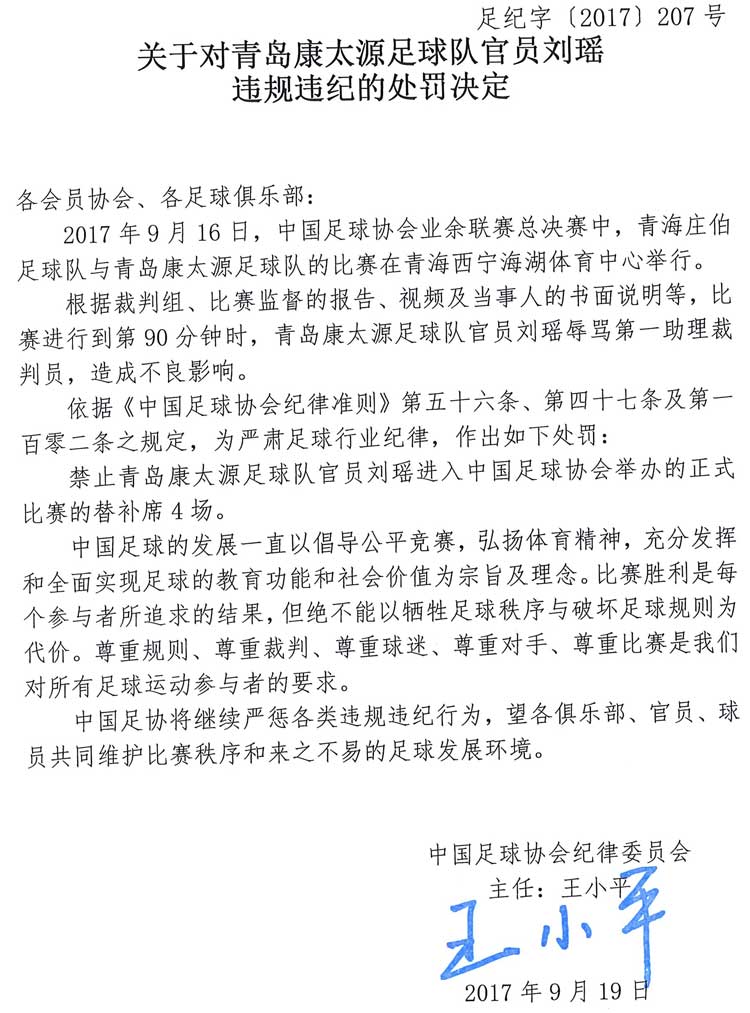 足纪字〔2017〕207号
关于对青岛康太源足球队官员刘瑶
违规违纪的处罚决定
各会员协会、各足球俱乐部：
2017年9月16日，中国足球协会业余联赛总决赛中，青海庄伯
足球队与青岛康太源足球队的比赛在青海西宁海湖体育中心举行。
根据裁判组、比赛监督的报告、视频及当事人的书面说明等，比
赛进行到第90分钟时，青岛康太源足球队官员刘瑶辱骂第一助理裁
判员，造成不良影响。
依据《中国足球协会纪律准则》第五十六条、第四十七条及第一
百零二条之规定，为严肃足球行业纪律，作出如下处罚：
禁止青岛康太源足球队官员刘瑶进入中国足球协会举办的正式
比赛的替补席4场。
中国足球的发展一直以倡导公平竞赛，弘扬体育精神，充分发挥
和全面实现足球的教育功能和社会价值为宗旨及理念。比赛胜利是每
个参与者所追求的结果，但绝不能以牺牲足球秩序与破坏足球规则为
代价。尊重规则、尊重裁判、尊重球迷、尊重对手、尊重比赛是我们
对所有足球运动参与者的要求。
中国足协将继续严惩各类违规违纪行为，望各俱乐部、官员、球
员共同维护比赛秩序和来之不易的足球发展环境。
中国足球协会纪律委员会
主任：王小平
王小平
2017年9月19日